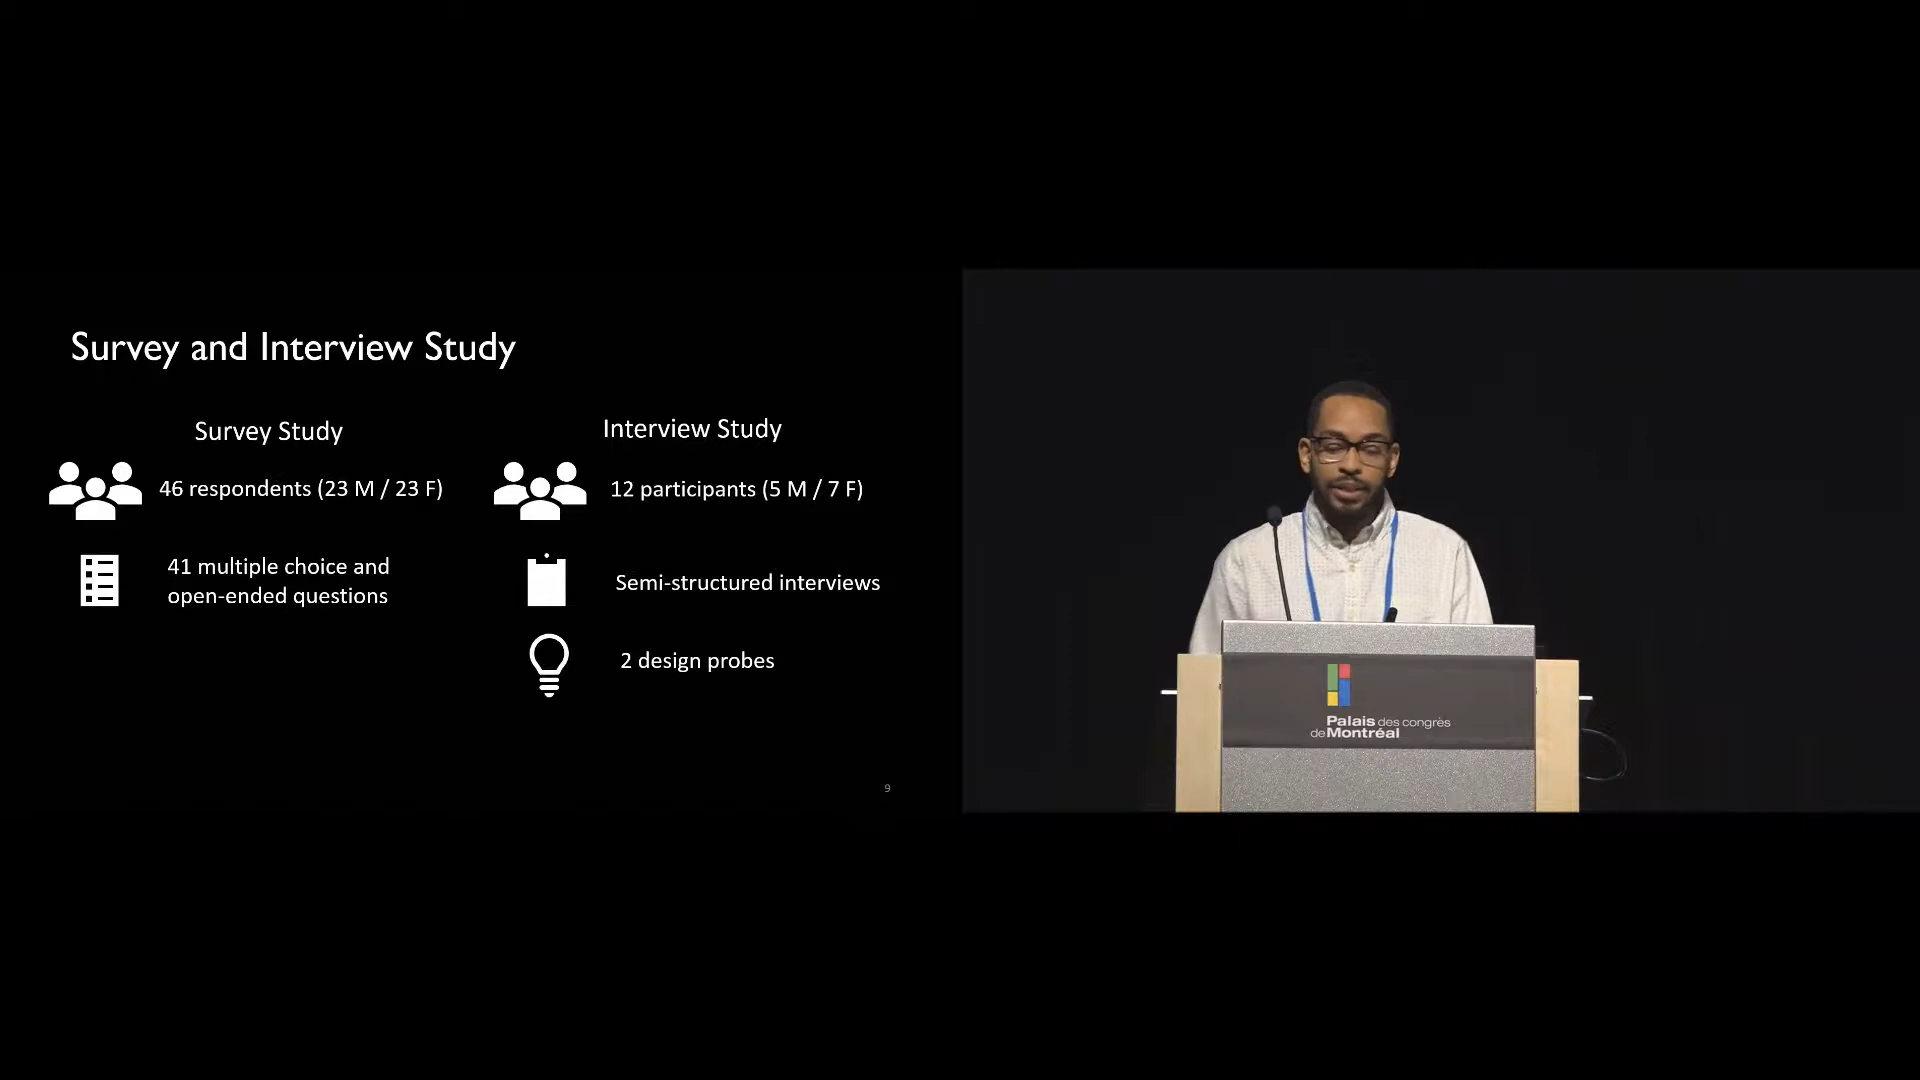 Survey and Interview Study
Survey Study
46 respondents (23 M / 23 F)
41 multiple choice and
open-ended questions
Interview Study
12 participants (5 M / 7 F)
Semi-structured interviews
2 design probes
9
Palais des congrès
de Montréal